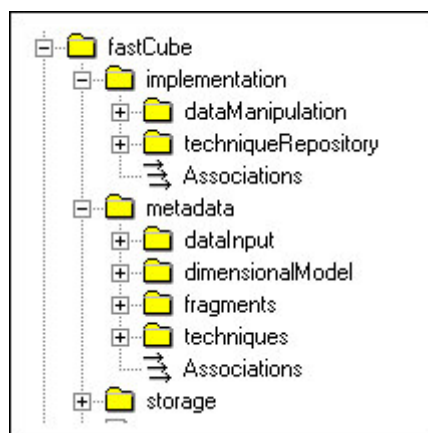 fastCube
implementation
dataManipulation
techniqueRepository
Associations
metadata
dataInput
dimensionalModel
fragments
techniques
Associations
storage